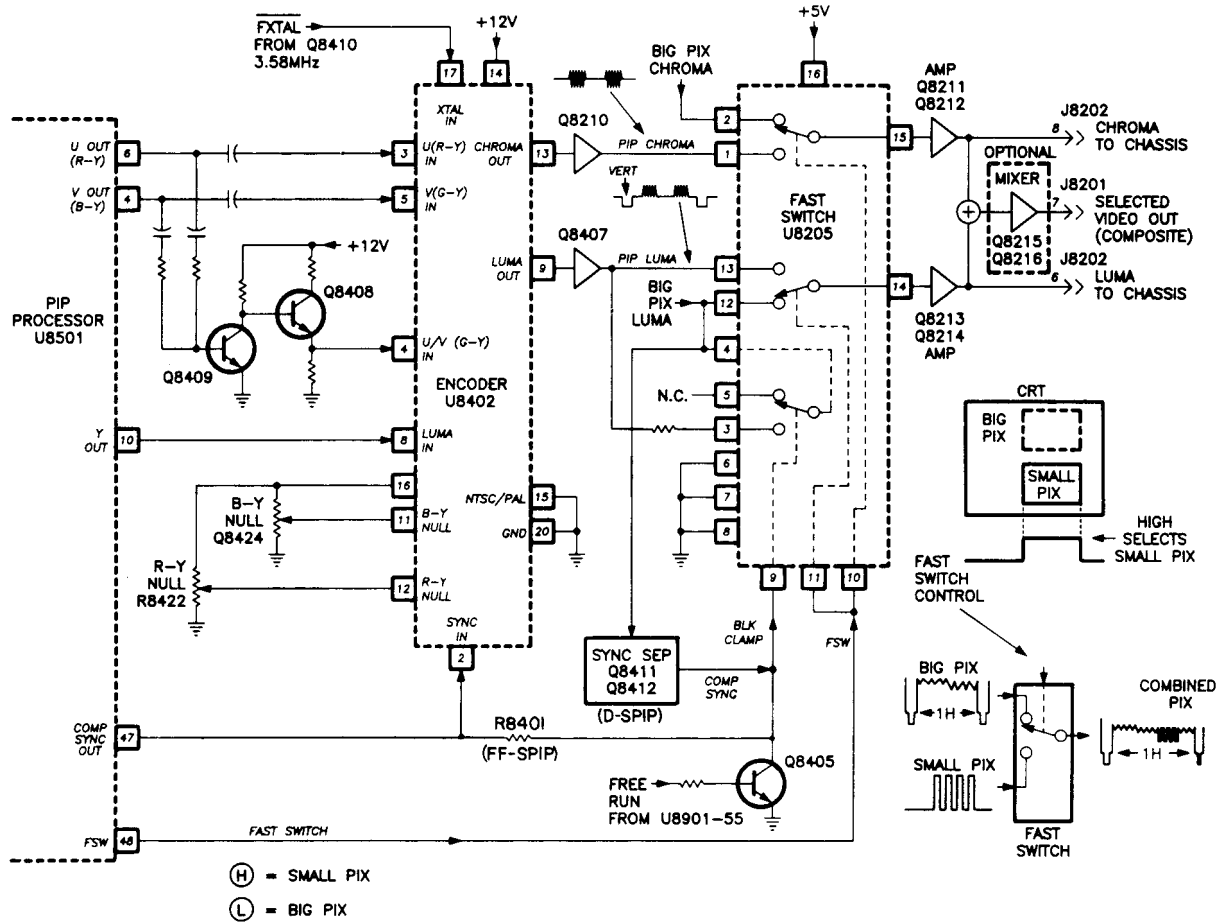 FXTAL
FROM Q8410
3.58MHz
+12V
17
14
XTAL
IN
PIP
PROCESSOR
U8501
U OUT
(R-Y)
6
V OUT
(B-Y)
4
Y
OUT
10
COMP
SYNC
OUT
47
FSW
48
+12V
Q8408
Q8409
3
U(R-Y)
IN
5
V(G-Y)
IN
4
U/V (G-Y)
IN
ENCODER
U8402
8
LUMA
IN
16
11
B-Y
NULL
12
R-Y
NULL
SYNC
IN
2
B-Y
NULL
Q8424
R-Y
NULL
R8422
CHROMA
OUT
13
LUMA
OUT
9
NTSC/PAL
15
GND
20
Q8210
PIP CHROMA
VERT
Q8407
PIP LUMA
BIG PIX
CHROMA
BIG
PIX
LUMA
N.C.
+5V
16
2
1
13
12
4
5
3
6
7
8
FAST
SWITCH
U8205
15
14
9
11
10
BLK
CLAMP
FSW
SYNC SEP
Q8411
Q8412
(D-SPIP)
COMP
SYNC
R8401
(FF-SPIP)
Q8405
FREE
RUN
FROM U8901-55
FAST SWITCH
H = SMALL PIX
L = BIG PIX
AMP
Q8211
Q8212
J8202
8
CHROMA
TO CHASSIS
OPTIONAL
MIXER
Q8215
Q8216
J8201
7
SELECTED
VIDEO OUT
(COMPOSITE)
J8202
6
LUMA
TO CHASSIS
Q8213
Q8214
AMP
CRT
BIG
PIX
SMALL
PIX
HIGH
SELECTS
SMALL PIX
FAST
SWITCH
CONTROL
BIG PIX
1H
SMALL PIX
COMBINED
PIX
1H
FAST
SWITCH